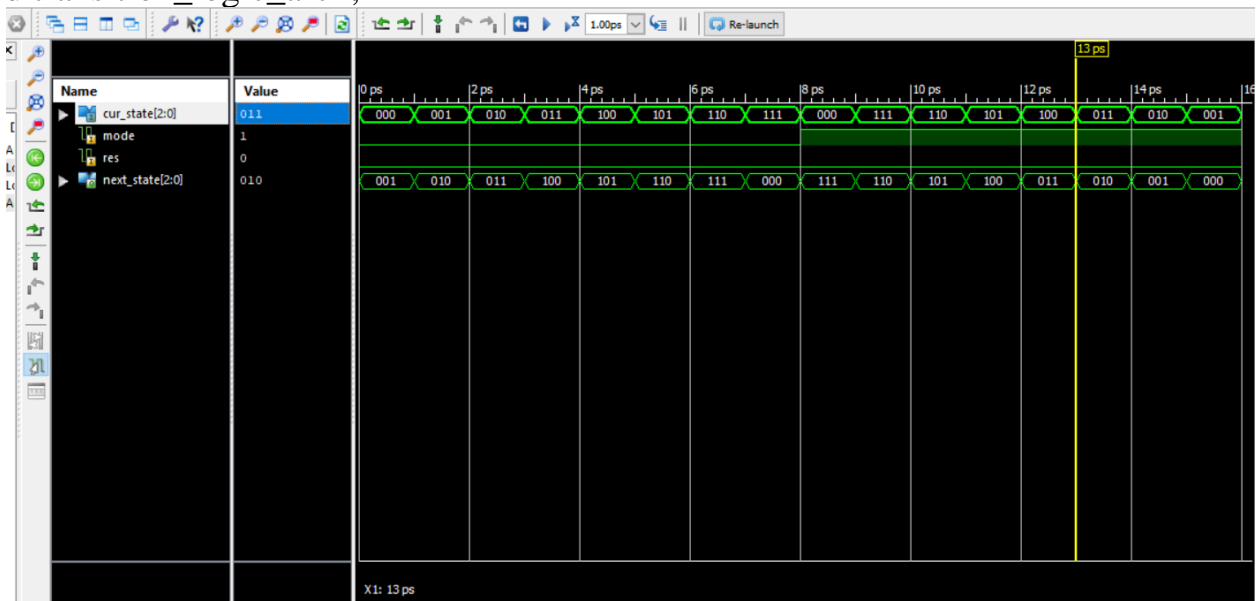 1.00ps Re-launch
13 ps
Name Value 0 ps 2 ps 4 ps 6 ps 8 ps 10 ps 12 ps 14 ps 16
cur_state[2:0] 011 000 001 010 011 100 101 110 111 000 111 110 101 100 011 010 001
mode 1
res 0
next_state[2:0] 010 001 010 011 100 101 110 111 000 111 110 101 100 011 010 001 000
X1: 13 ps